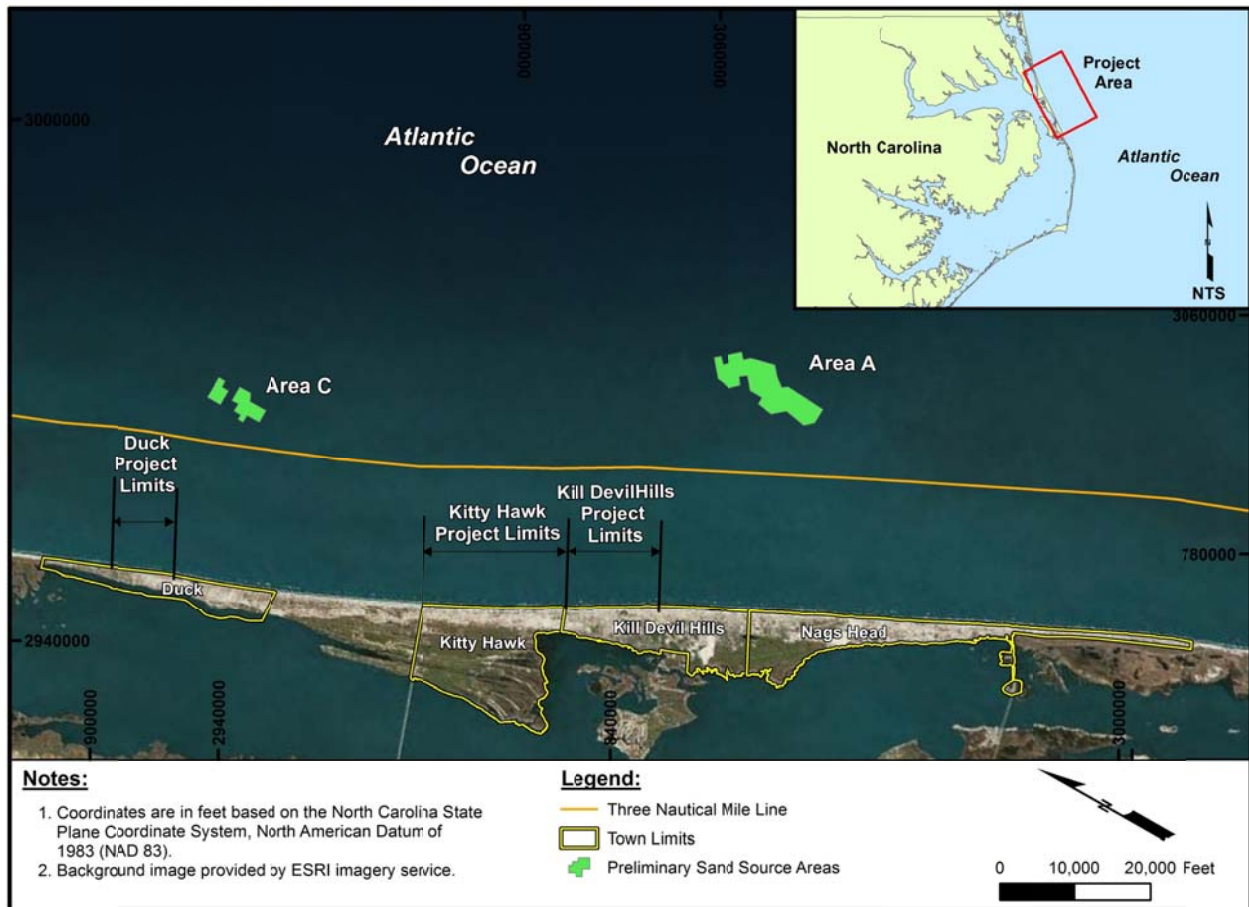 900000
3060000
3000000
Atlantic
Ocean
Project
Area
North Carolina
Atlantic
Ocean
N
NTS
3060000
Area C
Area A
Duck
Project
Limits
Kitty Hawk
Project Limits
Kill DevilHills
Project
Limits
780000
Duck
2940000
Kitty Hawk
Kill Devil Hills
Nags Head
900000
2940000
840000
3000000
Notes:
1. Coordinates are in feet based on the North Carolina State
Plane Coordinate System, North American Datum of
1983 (NAD 83).
2. Background image provided by ESRI imagery service.
Legend:
Three Nautical Mile Line
Town Limits
Preliminary Sand Source Areas
N
0 10,000 20,000 Feet